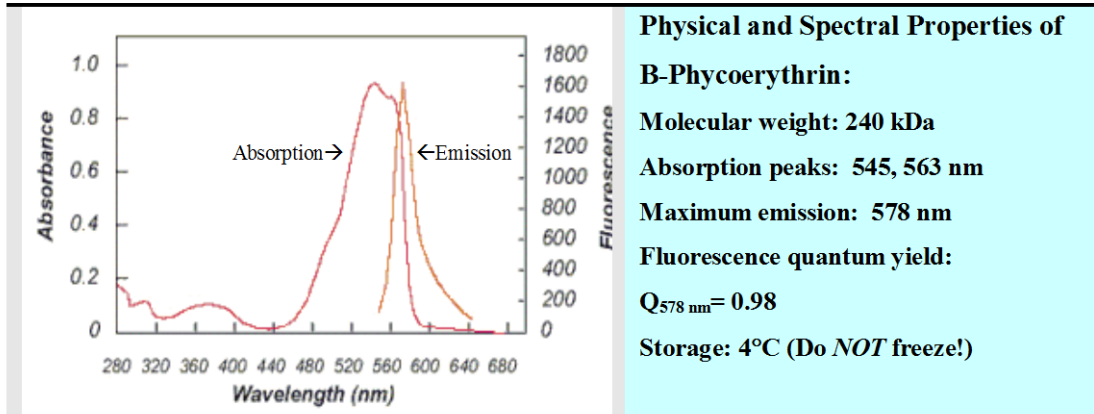 Physical and Spectral Properties of
B-Phycoerythrin:
Molecular weight: 240 kDa
Absorption peaks:  545, 563 nm
Maximum emission:  578 nm
Fluorescence quantum yield:
Q578 nm= 0.98
Storage: 4°C (Do NOT freeze!)
Absorbance
1.0
0.8
0.6
0.4
0.2
0
Absorption→
←Emission
1800
1600
1400
1200
1000
800
600
400
200
0
Fluorescence
280 320 360 400 440 480 520 560 600 640 680
Wavelength (nm)